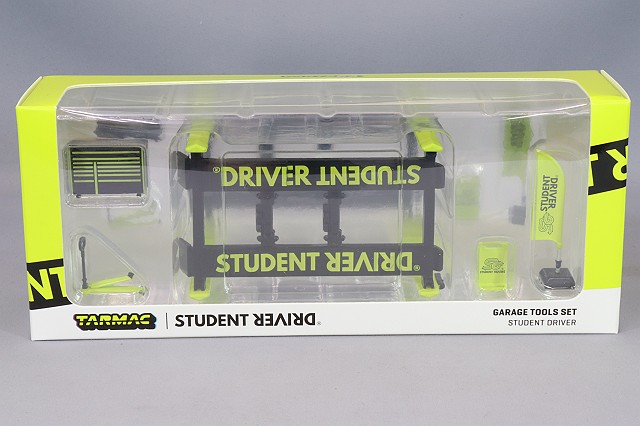 ®DRIVER STUDENT
STUDENT DRIVER®
STUDENT
DRIVER
TARMAC
STUDENT DRIVER®
GARAGE TOOLS SET
STUDENT DRIVER